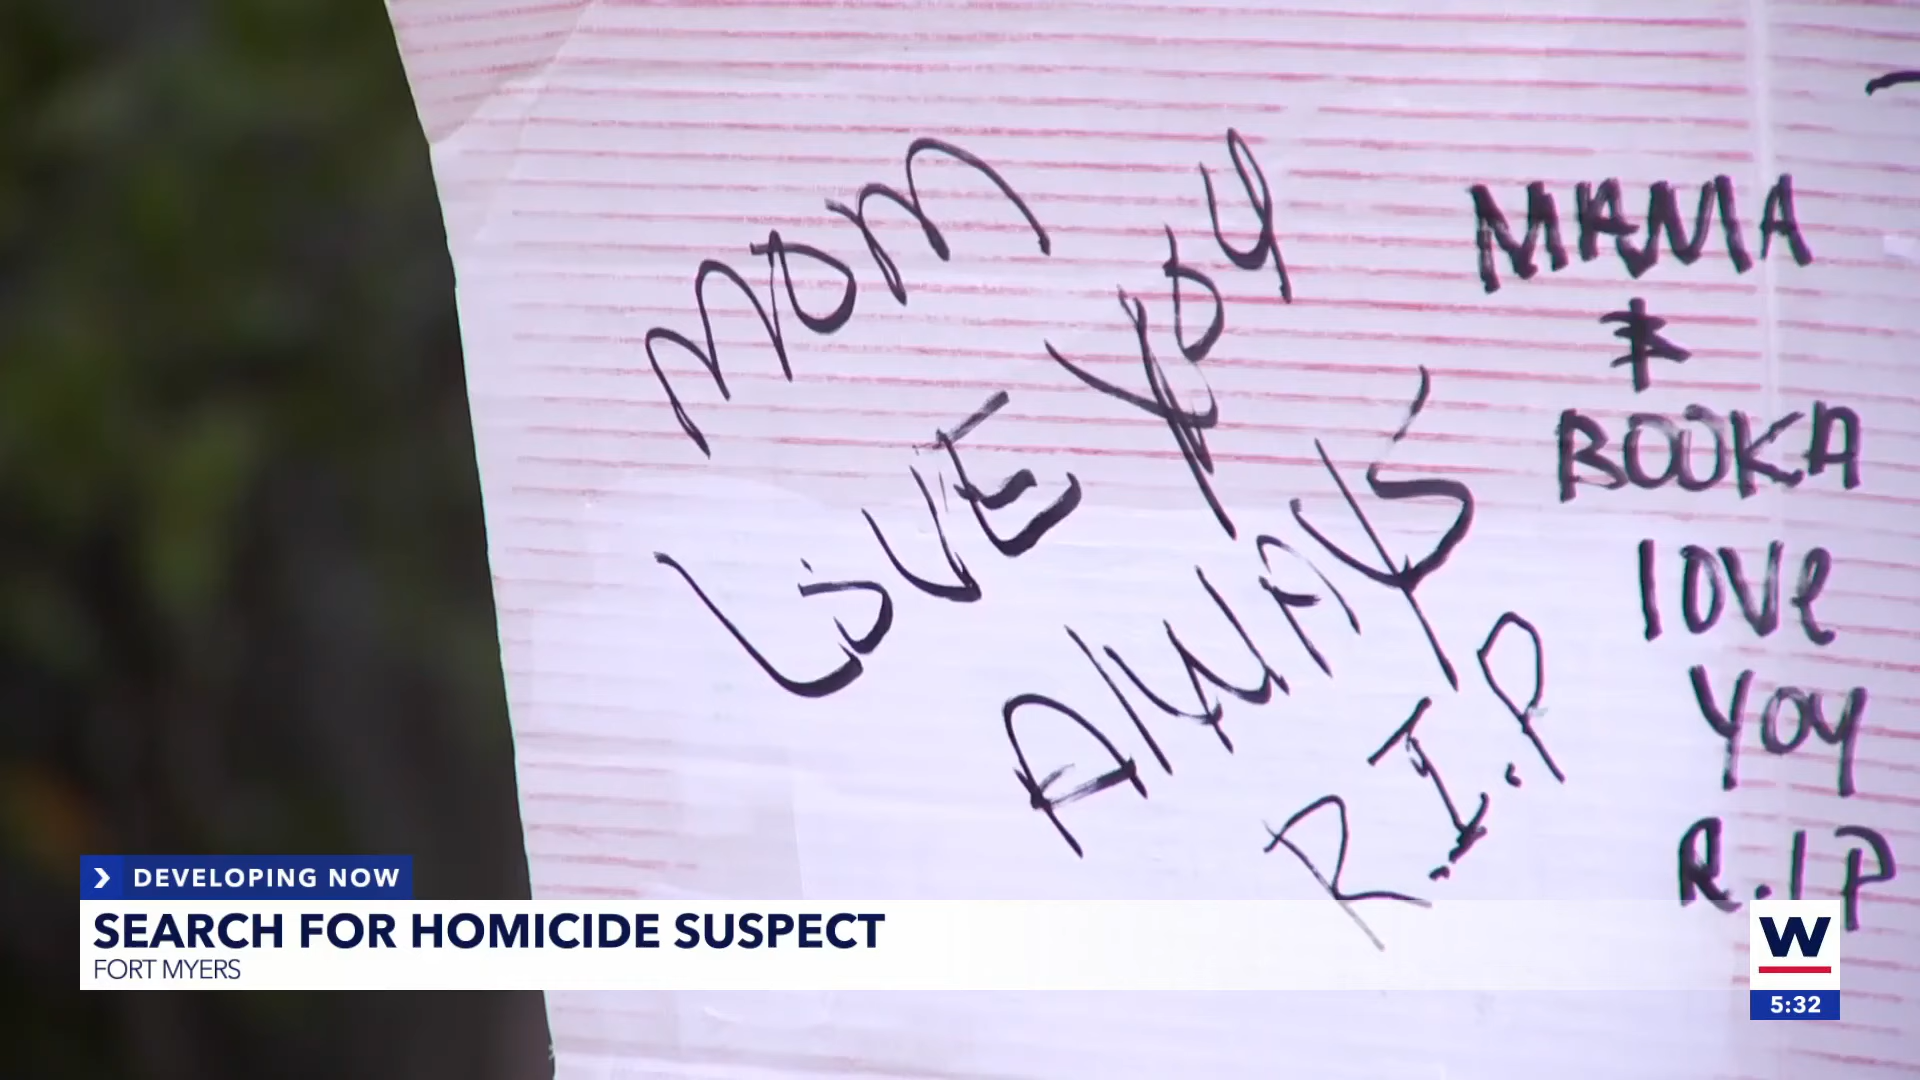 MOM
LOVE YOU
ALWAYS
R.I.P
MAMA
*
BOOKA
love
you
R.I.P
DEVELOPING NOW
SEARCH FOR HOMICIDE SUSPECT
FORT MYERS
W
5:32